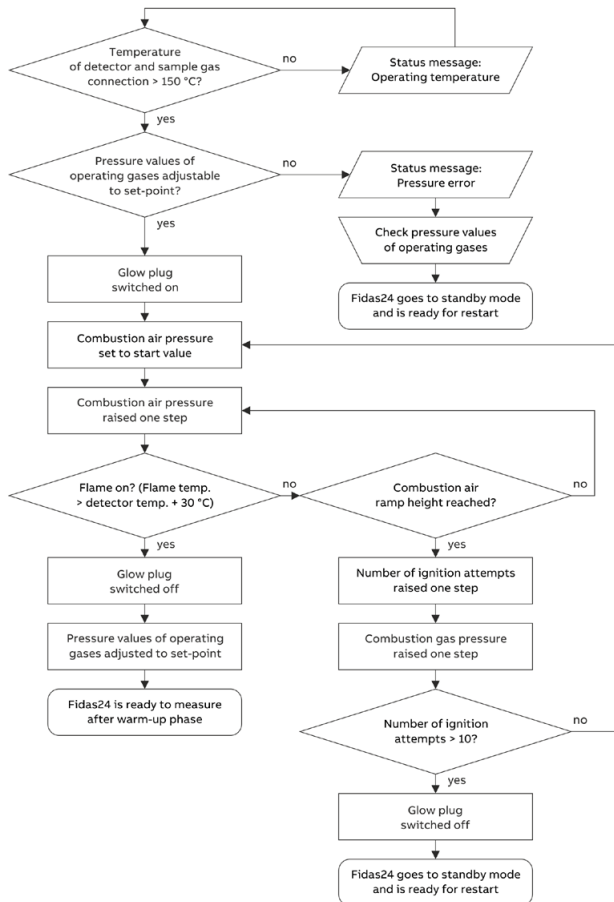 Temperature
of detector and sample gas
connection > 150 °C?
no
Status message:
Operating temperature
yes
Pressure values of
operating gases adjustable
to set-point?
no
Status message:
Pressure error
yes
Check pressure values
of operating gases
Glow plug
switched on
Fidas24 goes to standby mode
and is ready for restart
Combustion air pressure
set to start value
Combustion air pressure
raised one step
Flame on? (Flame temp.
> detector temp. + 30 °C)
no
Combustion air
ramp height reached?
no
yes
yes
Glow plug
switched off
Number of ignition attempts
raised one step
Pressure values of operating
gases adjusted to set-point
Combustion gas pressure
raised one step
Fidas24 is ready to measure
after warm-up phase
Number of ignition
attempts > 10?
no
yes
Glow plug
switched off
Fidas24 goes to standby mode
and is ready for restart